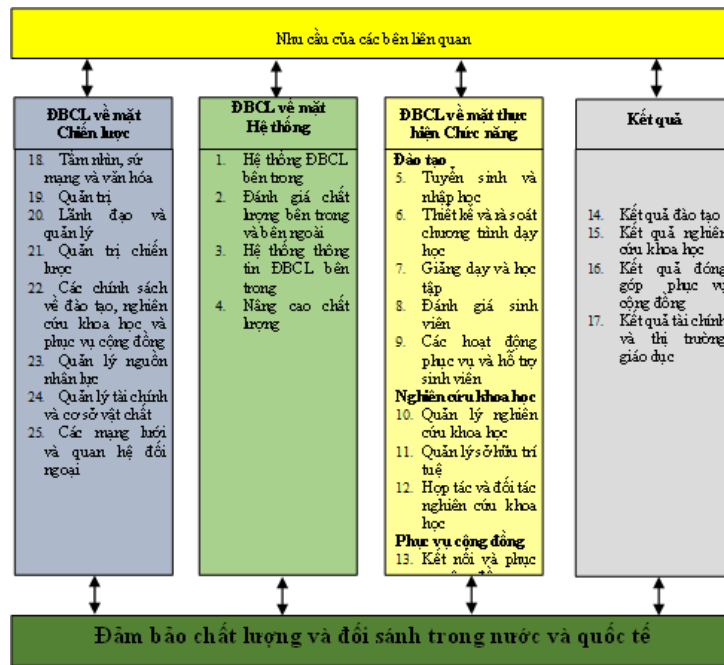 Nhu cầu của các bên liên quan
ĐBCL về mặt
Chiến lược
18. Tầm nhìn, sứ
mạng và văn hóa
19. Quản trị
20. Lãnh đạo và
quản lý
21. Quản trị chiến
lược
22. Các chính sách
về đào tạo, nghiên
cứu khoa học và
phục vụ cộng đồng
23. Quản lý nguồn
nhân lực
24. Quản lý tài chính
và cơ sở vật chất
25. Các mạng lưới
và quan hệ đối
ngoại
ĐBCL về mặt
Hệ thống
1. Hệ thống ĐBCL
bên trong
2. Đánh giá chất
lượng bên trong
và bên ngoài
3. Hệ thống thông
tin ĐBCL bên
trong
4. Nâng cao chất
lượng
ĐBCL về mặt thực
hiện Chức năng
Đào tạo
5. Tuyển sinh và
nhập học
6. Thiết kế và rà soát
chương trình dạy
học
7. Giảng dạy và học
tập
8. Đánh giá sinh
viên
9. Các hoạt động
phục vụ và hỗ trợ
sinh viên
Nghiên cứu khoa học
10. Quản lý nghiên
cứu khoa học
11. Quản lý sở hữu trí
tuệ
12. Hợp tác và đối tác
nghiên cứu khoa
học
Phục vụ cộng đồng
13. Kết nối và phục
Kết quả
14. Kết quả đào tạo
15. Kết quả nghiên
cứu khoa học
16. Kết quả đóng
góp phục vụ
cộng đồng
17. Kết quả tài chính
và thị trường
giáo dục
Đảm bảo chất lượng và đối sánh trong nước và quốc tế